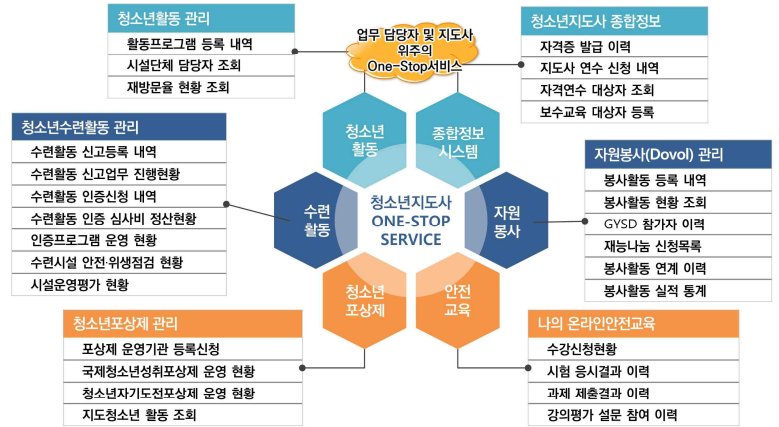 청소년활동 관리
활동프로그램 등록 내역
시설단체 담당자 조회
재방문율 현황 조회
업무 담당자 및 지도사
위주의
One-Stop서비스
청소년지도사 종합정보
자격증 발급 이력
지도사 연수 신청 내역
자격연수 대상자 조회
보수교육 대상자 등록
청소년수련활동 관리
수련활동 신고등록 내역
수련활동 신고업무 진행현황
수련활동 인증신청 내역
수련활동 인증 심사비 정산현황
인증프로그램 운영 현황
수련시설 안전·위생점검 현황
시설운영평가 현황
청소년
활동
종합정보
시스템
수련
활동
청소년지도사
ONE-STOP
SERVICE
자원
봉사
청소년
포상제
안전
교육
자원봉사(Dovol) 관리
봉사활동 등록 내역
봉사활동 현황 조회
GYSD 참가자 이력
재능나눔 신청목록
봉사활동 연계 이력
봉사활동 실적 통계
청소년포상제 관리
포상제 운영기관 등록신청
국제청소년성취포상제 운영 현황
청소년자기도전포상제 운영 현황
지도청소년 활동 조회
나의 온라인안전교육
수강신청현황
시험 응시결과 이력
과제 제출결과 이력
강의평가 설문 참여 이력